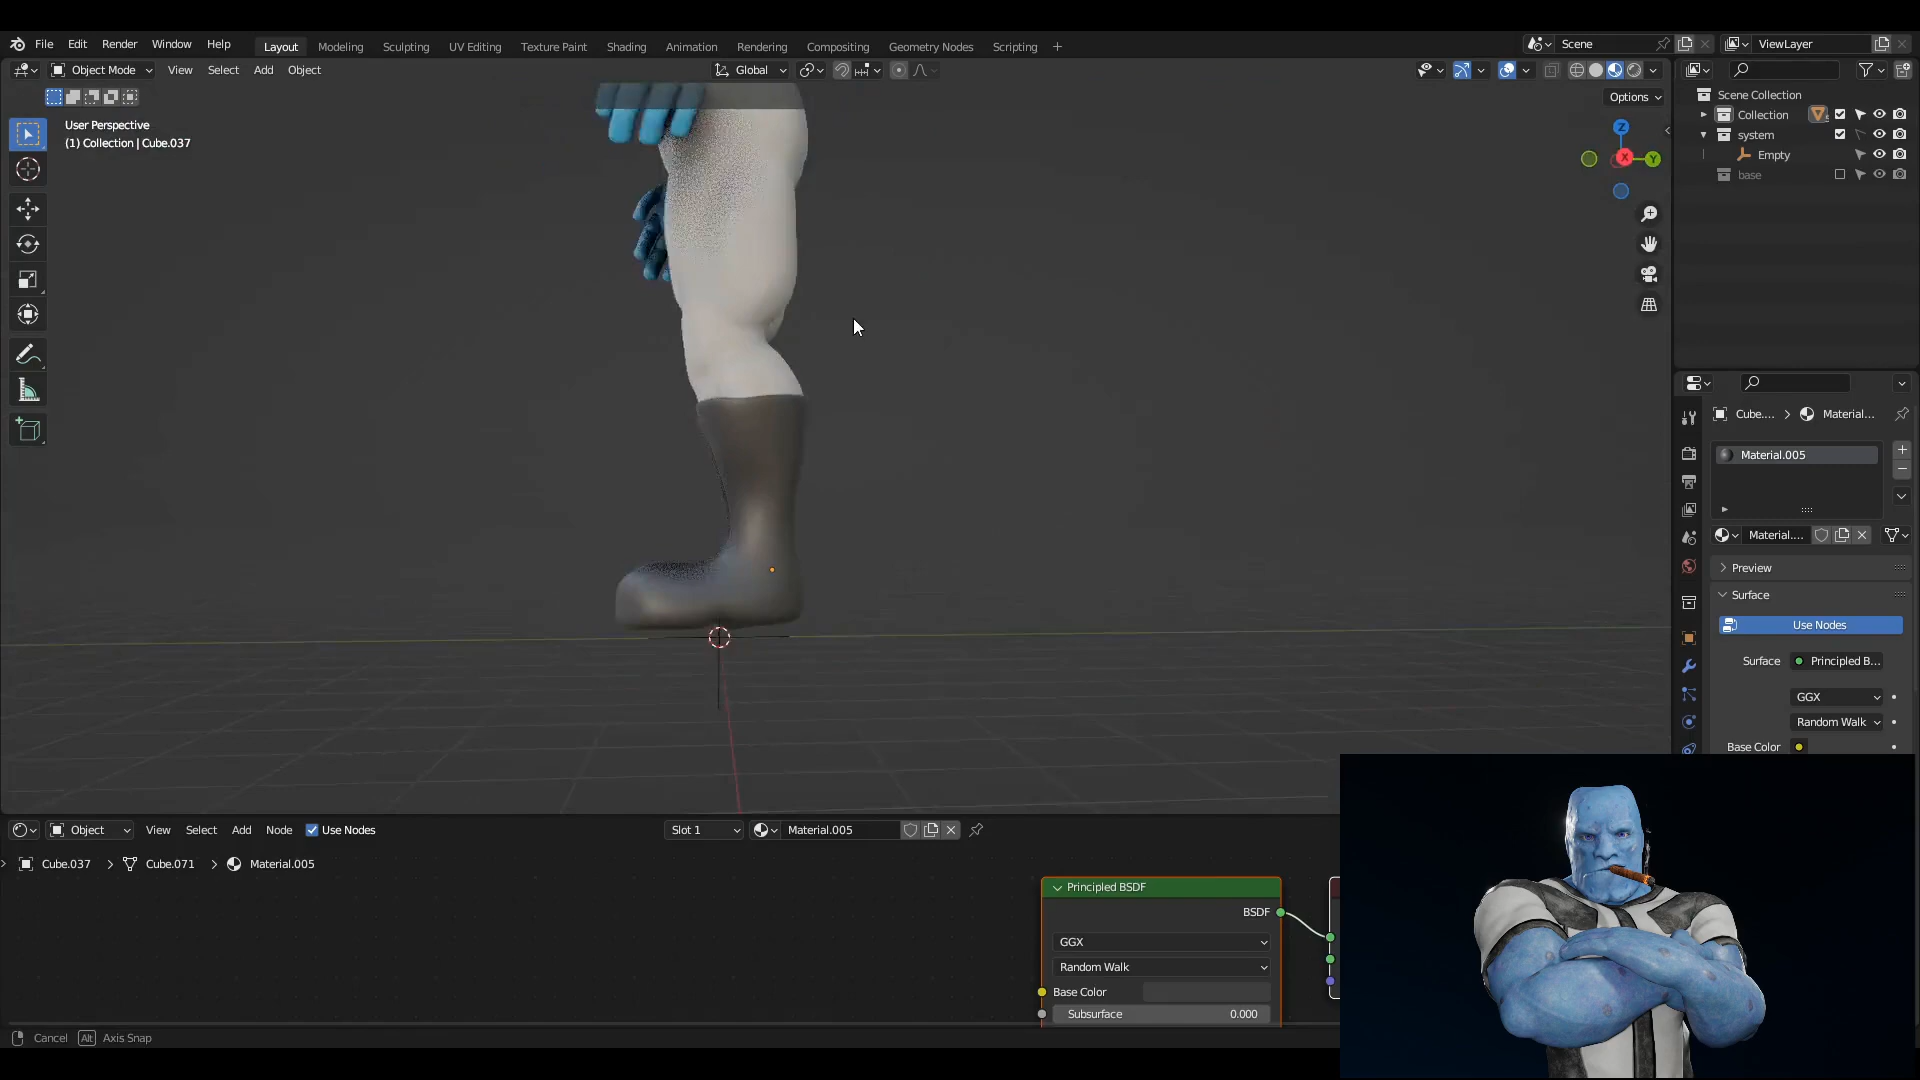 File Edit Render Window Help Layout Modeling Sculpting UV Editing Texture Paint Shading Animation Rendering Compositing Geometry Nodes Scripting + Scene ViewLayer
Object Mode View Select Add Object Global
Options
User Perspective
(1) Collection | Cube.037
X
Y
Z
Scene Collection
Collection
system
Empty
base
Cube.... > Material...
Material.005
Material....
Preview
Surface
Use Nodes
Surface Principled B...
GGX
Random Walk
Base Color
Object View Select Add Node Use Nodes Slot 1 Material.005
Cube.037 > Cube.071 > Material.005
Principled BSDF
BSDF
GGX
Random Walk
Base Color
Subsurface 0.000
Cancel Alt Axis Snap